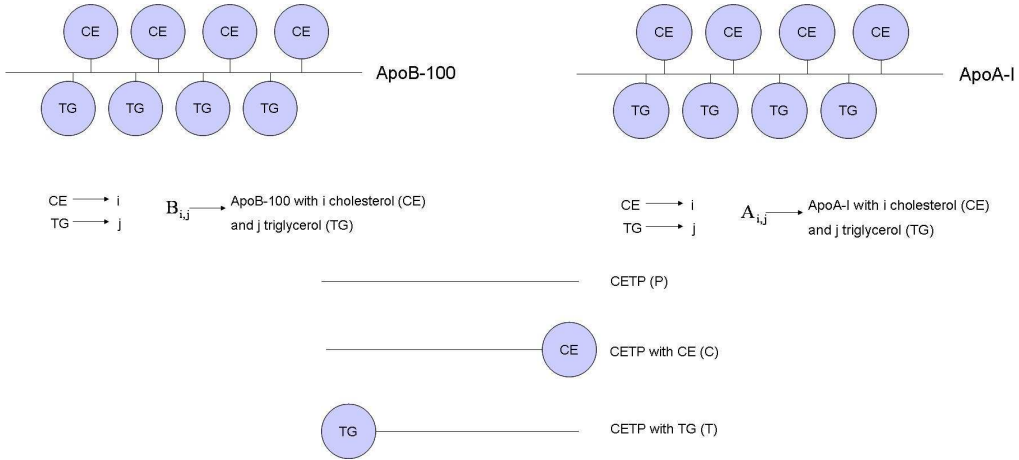 CE CE CE CE
ApoB-100
TG TG TG TG
CE CE CE CE
ApoA-I
TG TG TG TG
CE i
TG j
B i,j
ApoB-100 with i cholesterol (CE)
and j triglycerol (TG)
CE i
TG j
A i,j
ApoA-I with i cholesterol (CE)
and j triglycerol (TG)
CETP (P)
CE
CETP with CE (C)
TG
CETP with TG (T)